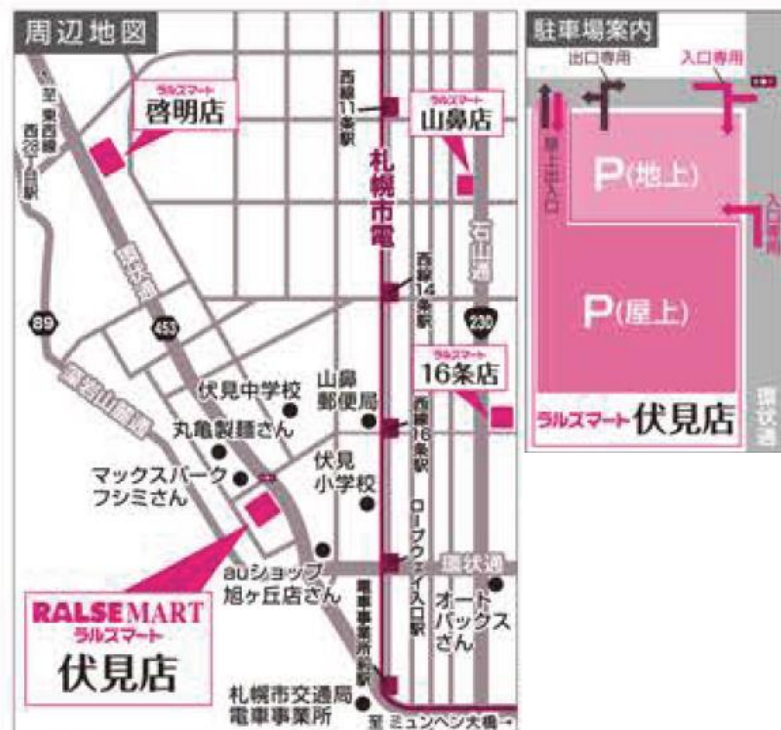 周辺地図
ラルズマート
啓明店
至 東西線
西28丁目駅
西線11条駅
ラルズマート
山鼻店
札幌市電
石山通
環状通
西線14条駅
89
453
230
ラルズマート
16条店
伏見中学校
山鼻
郵便局
丸亀製麺さん
西線16条駅
マックスバーク
フシミさん
伏見
小学校
ロープウェイ入口駅
環状通
auショップ
旭ヶ丘店さん
オート
バックス
さん
RALSE MART
ラルズマート
伏見店
電車事業所前駅
札幌市交通局
電車事業所
至 ミュンヘン大橋→
駐車場案内
出口専用
入口専用
屋上出入口
P(地上)
入口専用
P(屋上)
環状通
ラルズマート 伏見店